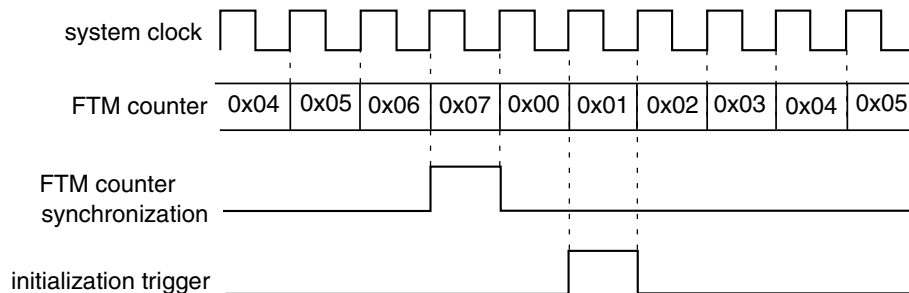 system clock
FTM counter 0x04 0x05 0x06 0x07 0x00 0x01 0x02 0x03 0x04 0x05
FTM counter
synchronization
initialization trigger